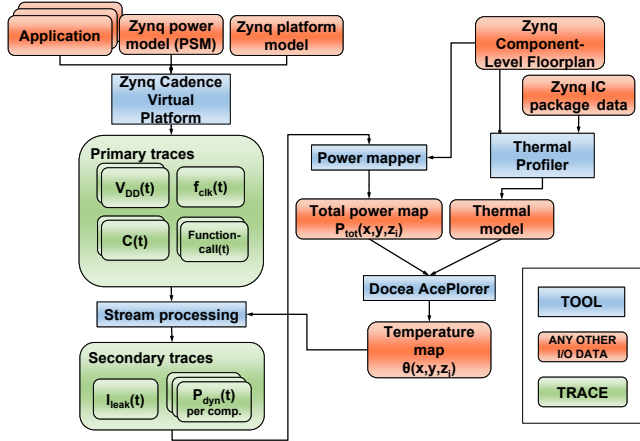 Application
Zynq power
model (PSM)
Zynq platform
model
Zynq Cadence
Virtual
Platform
Primary traces
V_DD(t)
f_clk(t)
C(t)
Function-
call(t)
Stream processing
Secondary traces
I_leak(t)
P_dyn(t)
per comp.
Zynq
Component-
Level Floorplan
Zynq IC
package data
Power mapper
Thermal
Profiler
Total power map
P_tot(x,y,z_i)
Thermal
model
Docea AcePlorer
Temperature
map
θ(x,y,z_i)
TOOL
ANY OTHER
I/O DATA
TRACE